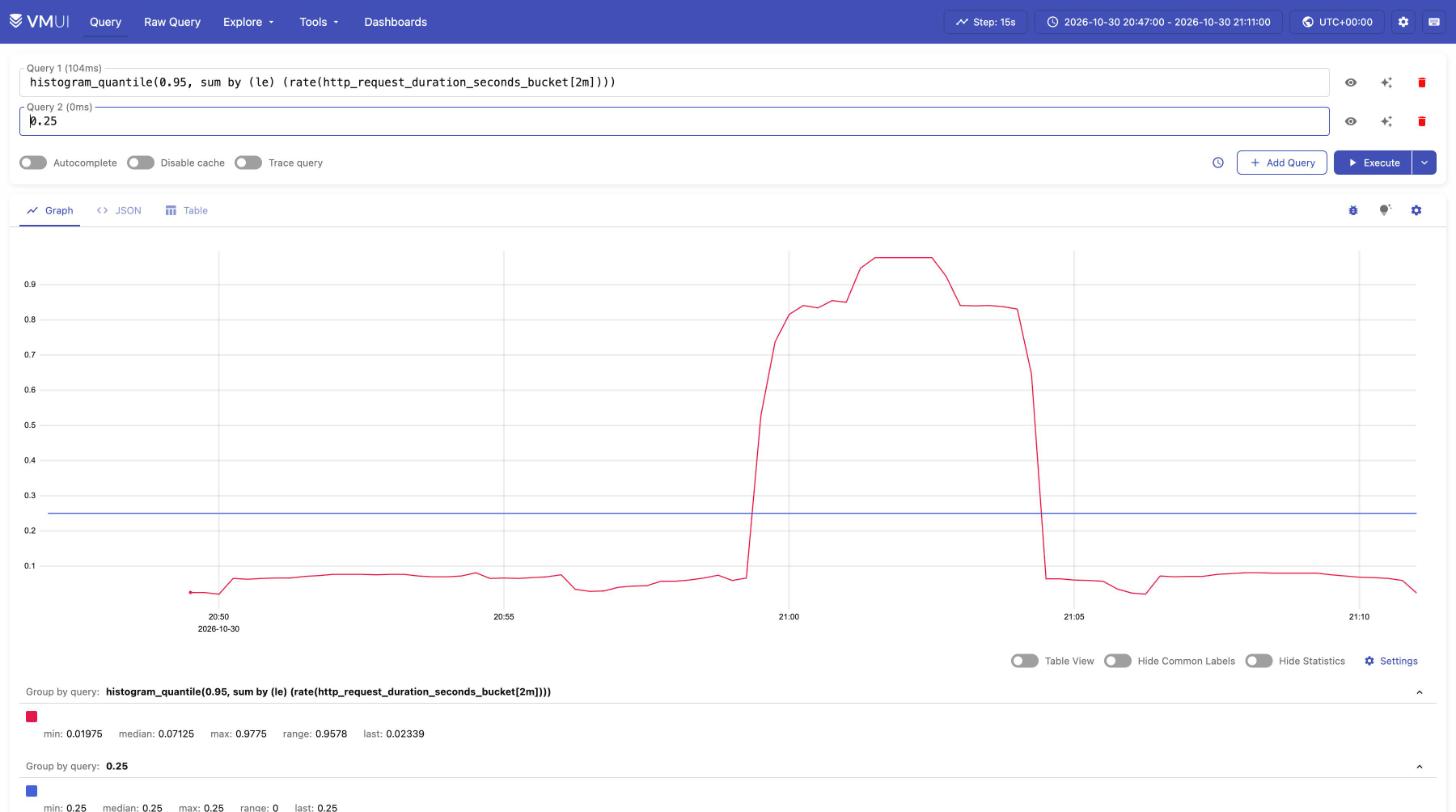 VMUI Query Raw Query Explore Tools Dashboards Step: 15s 2026-10-30 20:47:00 - 2026-10-30 21:11:00 UTC+00:00
Query 1 (104ms)
histogram_quantile(0.95, sum by (le) (rate(http_request_duration_seconds_bucket[2m])))
Query 2 (0ms)
0.25
Autocomplete Disable cache Trace query Add Query Execute
Graph JSON Table
0.9
0.8
0.7
0.6
0.5
0.4
0.3
0.2
0.1
20:50 20:55 21:00 21:05 21:10
2026-10-30
Table View Hide Common Labels Hide Statistics Settings
Group by query: histogram_quantile(0.95, sum by (le) (rate(http_request_duration_seconds_bucket[2m])))
min: 0.01975 median: 0.07125 max: 0.9775 range: 0.9578 last: 0.02339
Group by query: 0.25
min: 0.25 median: 0.25 max: 0.25 range: 0 last: 0.25